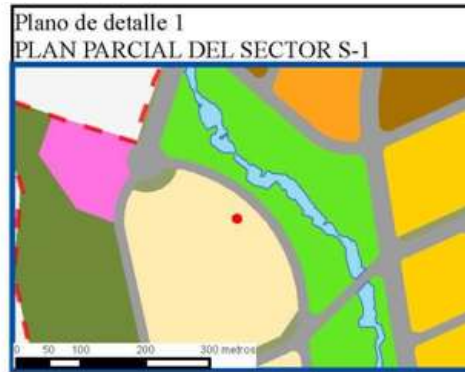 Plano de detalle 1
PLAN PARCIAL DEL SECTOR S-1
0 50 100 200 300 metros